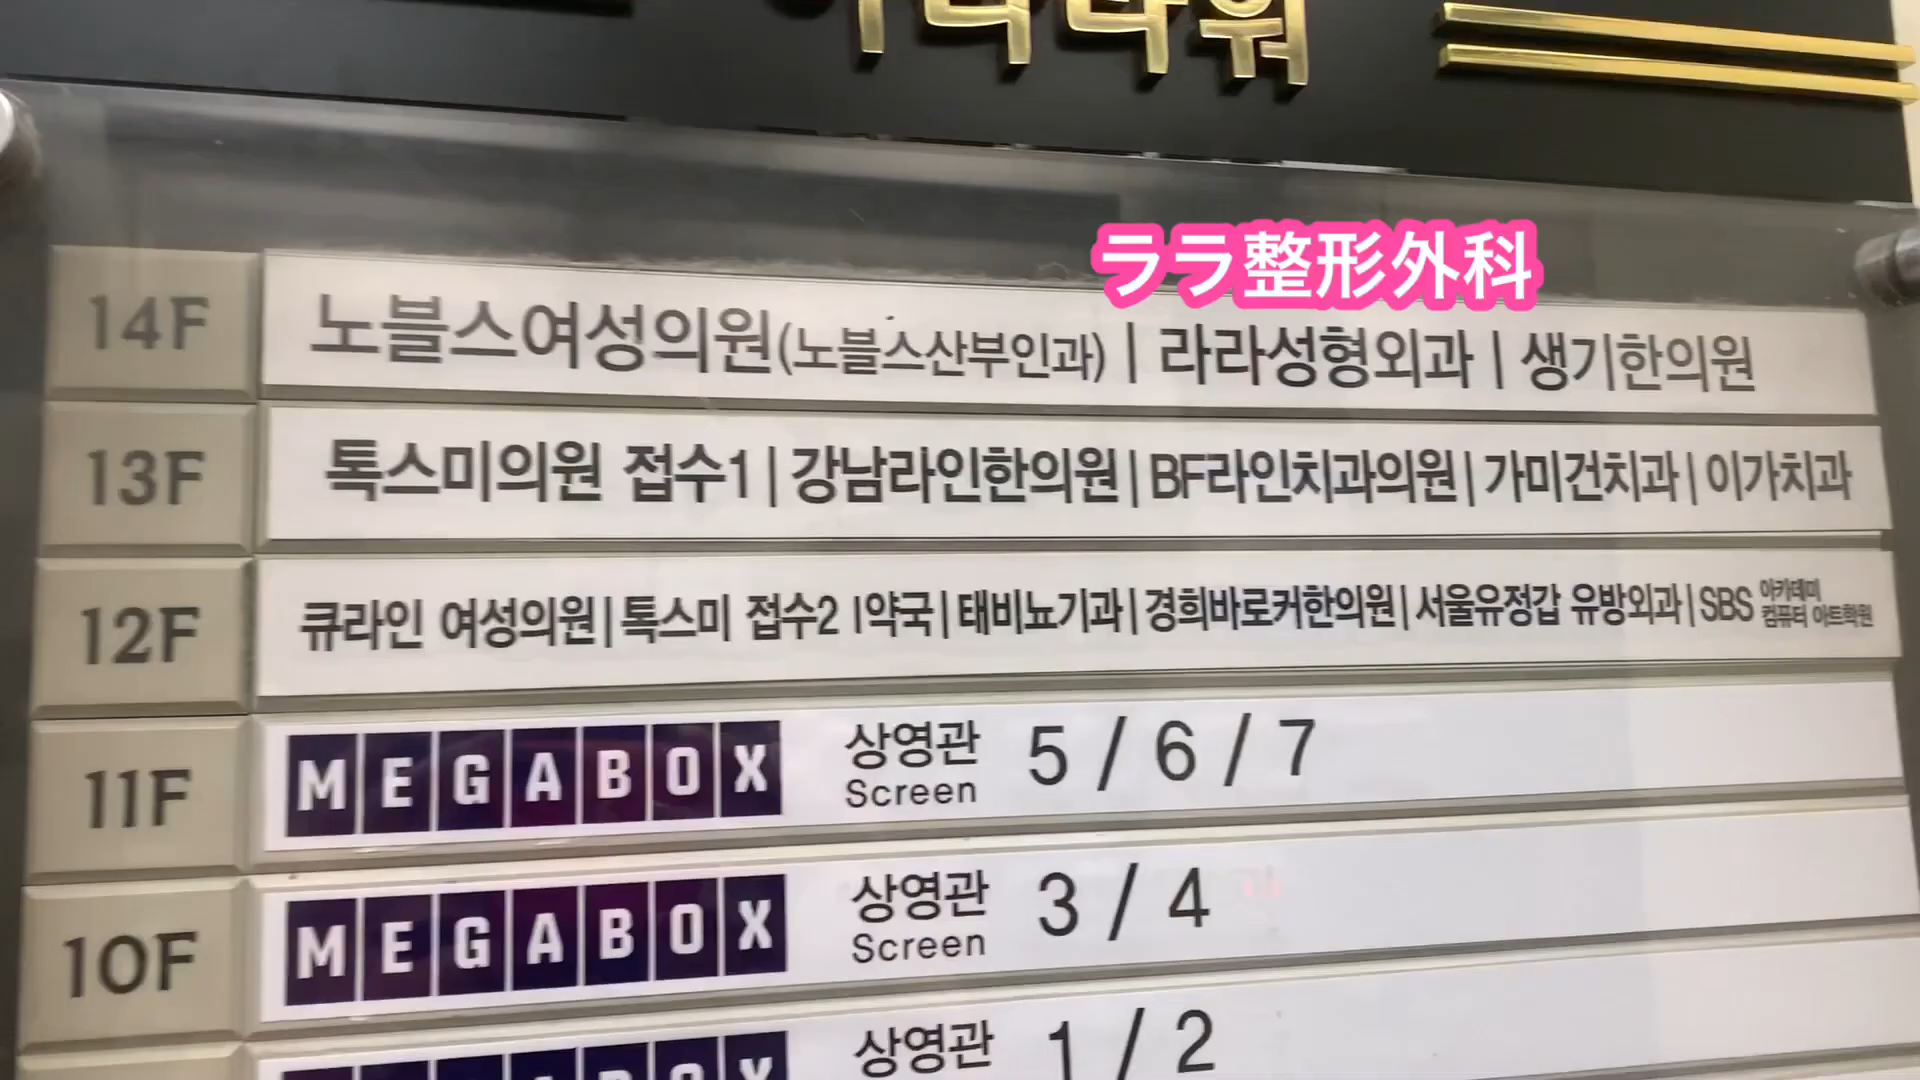 ララ整形外科
14F 노블스여성의원(노블스산부인과) | 라라성형외과 | 생기한의원
13F 톡스미의원 접수1 | 강남라인한의원 | BF라인치과의원 | 가미건치과 | 이가치과
12F 큐라인 여성의원 | 톡스미 접수2 | 약국 | 태비뇨기과 | 경희바로커한의원 | 서울유정갑 유방외과 | SBS 아카데미 컴퓨터 아트학원
11F MEGABOX 상영관 Screen 5 / 6 / 7
10F MEGABOX 상영관 Screen 3 / 4
MEGABOX 상영관 1 / 2